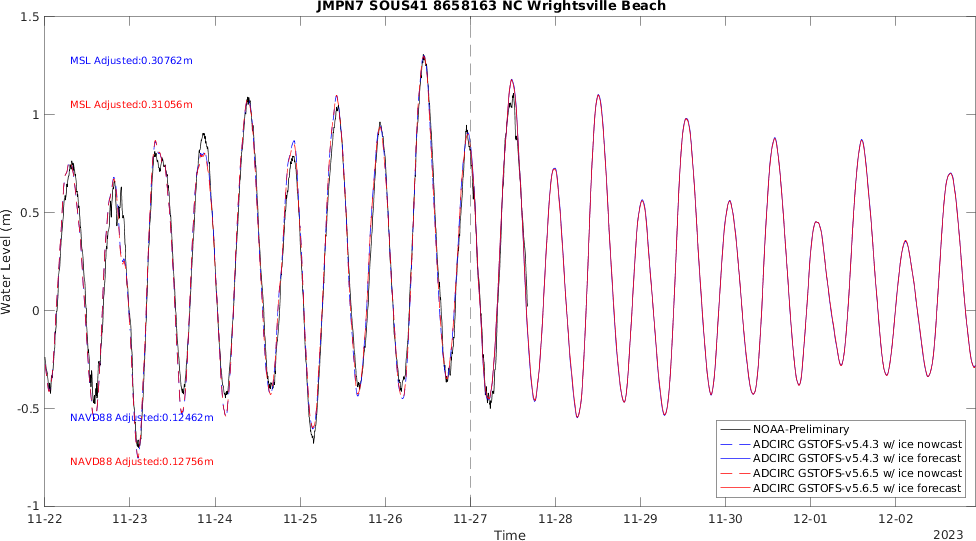 JMPN7 SOUS41 8658163 NC Wrightsville Beach
1.5
MSL Adjusted:0.30762m
MSL Adjusted:0.31056m
1
0.5
Water Level (m)
0
-0.5
NAVD88 Adjusted:0.12462m
NAVD88 Adjusted:0.12756m
NOAA-Preliminary
ADCIRC GSTOFS-v5.4.3 w/ ice nowcast
ADCIRC GSTOFS-v5.4.3 w/ ice forecast
ADCIRC GSTOFS-v5.6.5 w/ ice nowcast
ADCIRC GSTOFS-v5.6.5 w/ ice forecast
-1
11-22 11-23 11-24 11-25 11-26 11-27 11-28 11-29 11-30 12-01 12-02
Time
2023